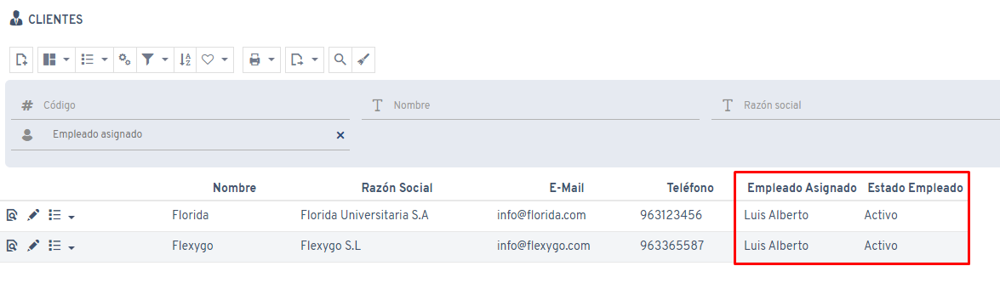 CLIENTES
# Código T Nombre T Razón social
Empleado asignado ×
Nombre Razón Social E-Mail Teléfono Empleado Asignado Estado Empleado
Florida Florida Universitaria S.A info@florida.com 963123456 Luis Alberto Activo
Flexygo Flexygo S.L info@flexygo.com 963365587 Luis Alberto Activo